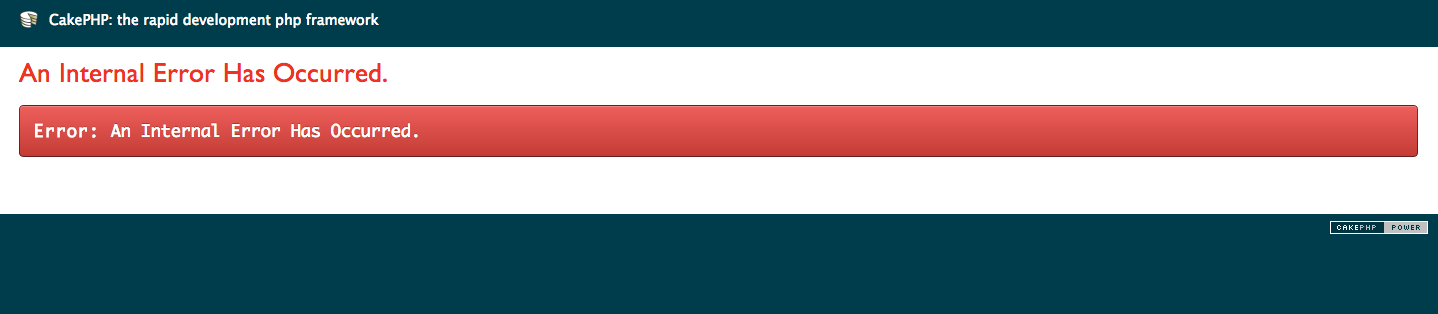 CakePHP: the rapid development php framework
An Internal Error Has Occurred.
Error: An Internal Error Has Occurred.
CAKEPHP POWER